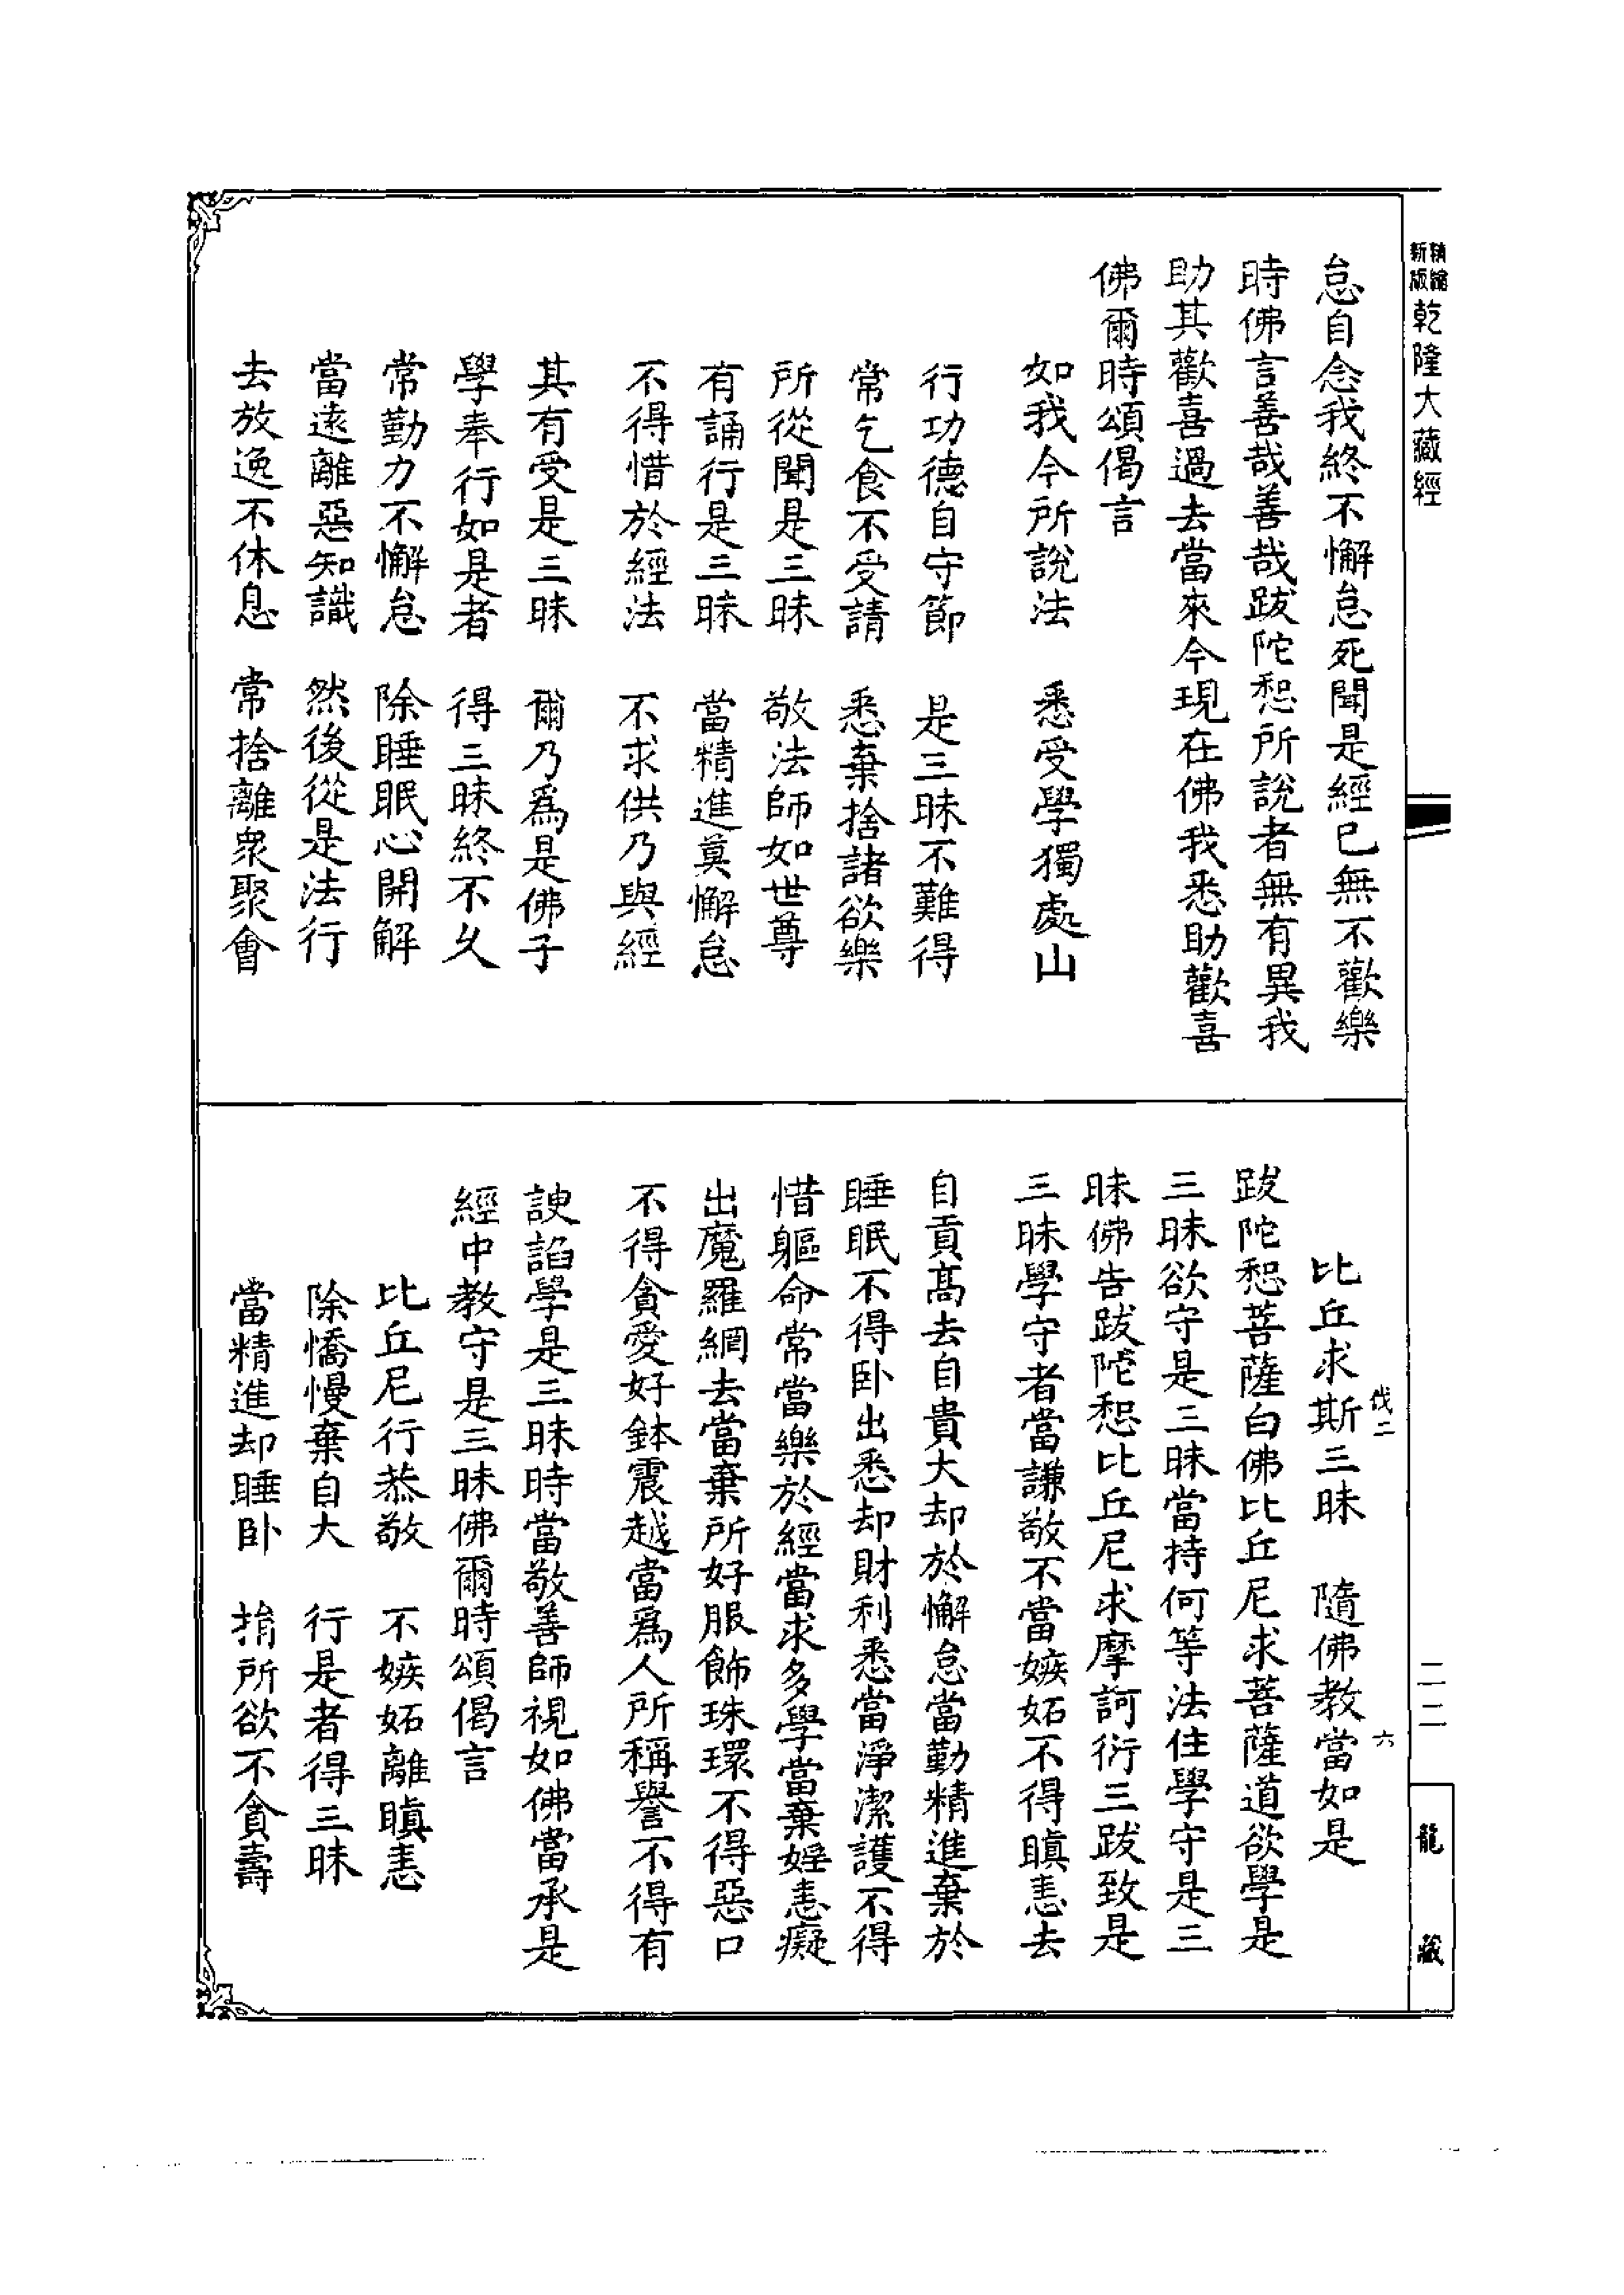 新版精縮
乾隆大藏經
怠自念我終不懈怠死聞是經已無不歡樂
時佛言善哉善哉跋陀惒所說者無有異我
助其歡喜過去當來今現在佛我悉助歡喜
佛爾時頌偈言
如我今所說法　悉受學獨處山
行功德自守節　是三昧不難得
常乞食不受請　悉棄捨諸欲樂
所從聞是三昧　敬法師如世尊
有誦行是三昧　當精進莫懈怠
不得惜於經法　不求供乃與經
其有受是三昧　爾乃爲是佛子
學奉行如是者　得三昧終不久
常勤力不懈怠　除睡眠心開解
當遠離惡知識　然後從是法行
去放逸不休息　常捨離衆聚會
比丘求斯三昧　隨佛教當如是
跋陀惒菩薩白佛比丘尼求菩薩道欲學是
三昧欲守是三昧當持何等法住學守是三
昧佛告跋陀惒比丘尼求摩訶衍三跋致是
三昧學守者當謙敬不當嫉妬不得瞋恚去
自貢高去自貴大却於懈怠當勤精進棄於
睡眠不得卧出悉却財利悉當淨潔護不得
惜軀命常當樂於經當求多學當棄婬恚癡
出魔羅網去當棄所好服飾珠環不得惡口
不得貪愛好鉢震越當爲人所稱譽不得有
諛諂學是三昧時當敬善師視如佛當承是
經中教守是三昧佛爾時頌偈言
比丘尼行恭敬　不嫉妬離瞋恚
除憍慢棄自大　行是者得三昧
當精進却睡卧　捐所欲不貪壽
伐二
六
二二
龍藏